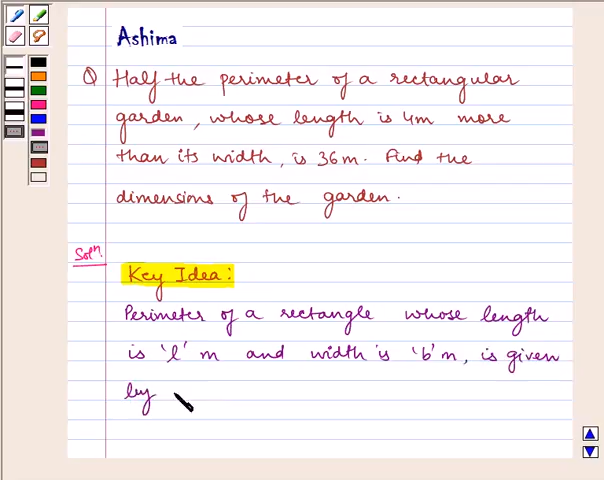 Ashima
Q Half the perimeter of a rectangular
garden, whose length is 4m more
than its width, is 36m. Find the
dimensions of the garden.
Solⁿ.
Key Idea:
Perimeter of a rectangle whose length
is 'l' m and width is 'b' m, is given
by